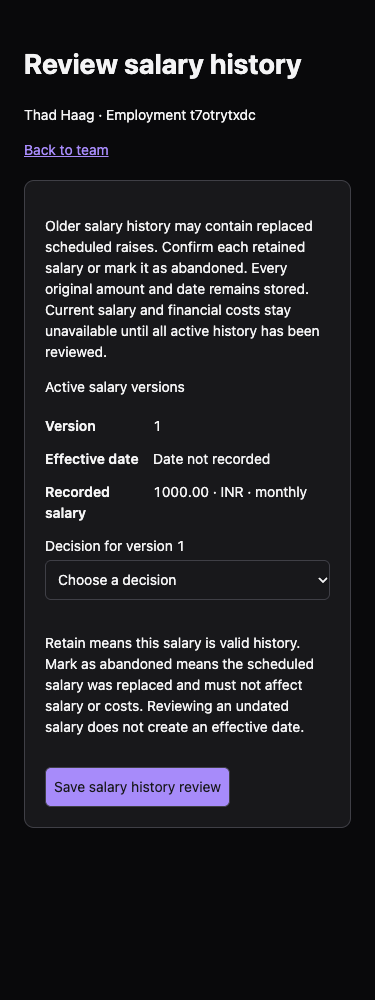 Review salary history
Thad Haag · Employment t7otrytxdc
Back to team
Older salary history may contain replaced
scheduled raises. Confirm each retained
salary or mark it as abandoned. Every
original amount and date remains stored.
Current salary and financial costs stay
unavailable until all active history has been
reviewed.
Active salary versions
Version 1
Effective date Date not recorded
Recorded salary 1000.00 · INR · monthly
Decision for version 1
Choose a decision
Retain means this salary is valid history.
Mark as abandoned means the scheduled
salary was replaced and must not affect
salary or costs. Reviewing an undated
salary does not create an effective date.
Save salary history review